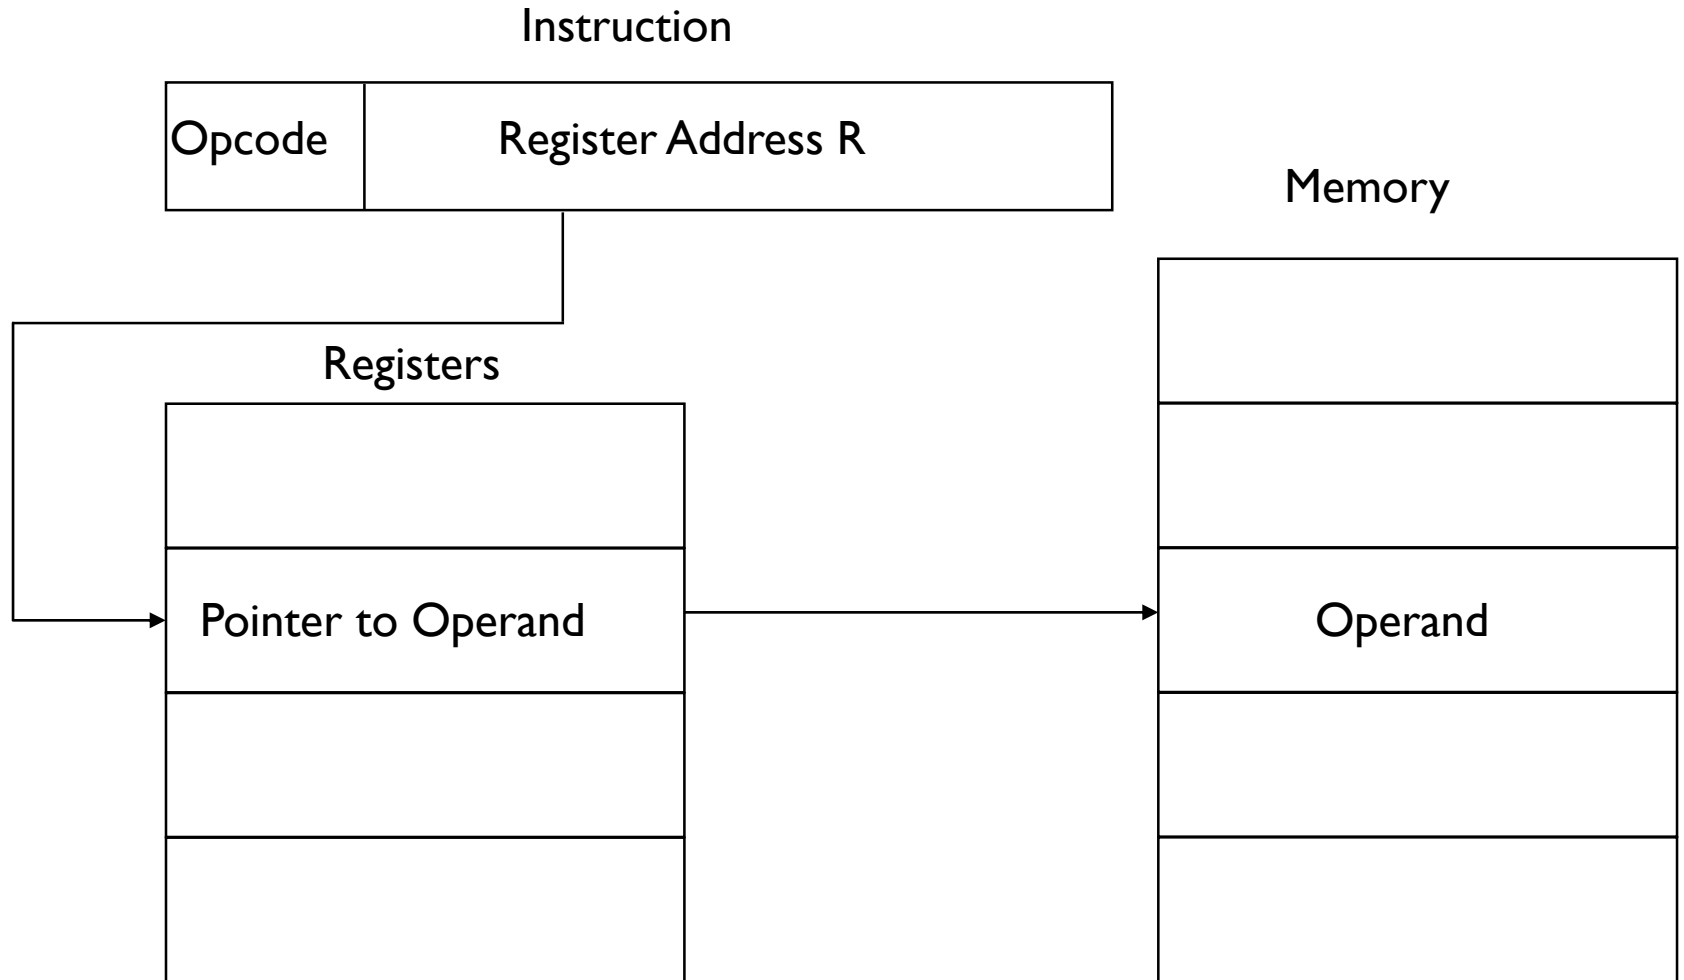 Instruction
Opcode
Register Address R
Memory
Registers
Pointer to Operand
Operand